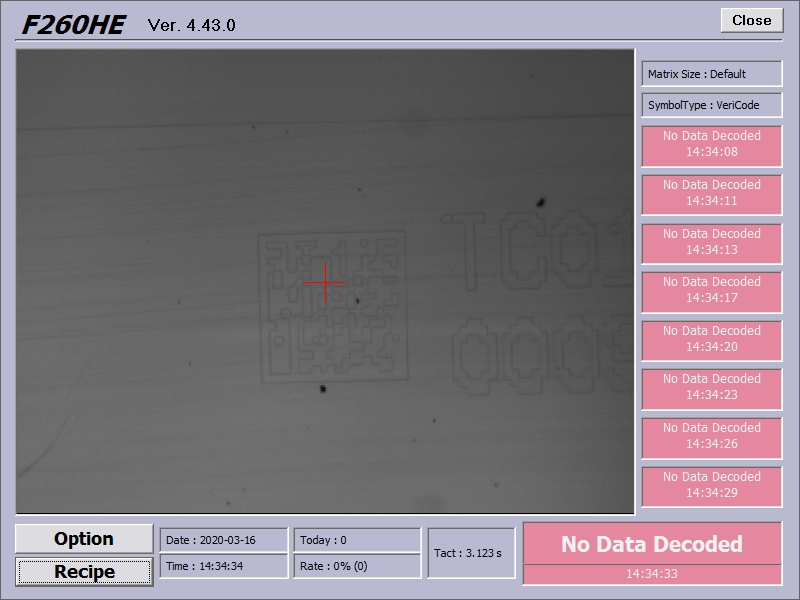 F260HE Ver. 4.43.0
Close
Matrix Size : Default
SymbolType : VeriCode
No Data Decoded
14:34:08
No Data Decoded
14:34:11
No Data Decoded
14:34:13
No Data Decoded
14:34:17
No Data Decoded
14:34:20
No Data Decoded
14:34:23
No Data Decoded
14:34:26
No Data Decoded
14:34:29
TC01
000
Option
Recipe
Date : 2020-03-16
Time : 14:34:34
Today : 0
Rate : 0% (0)
Tact : 3.123 s
No Data Decoded
14:34:33